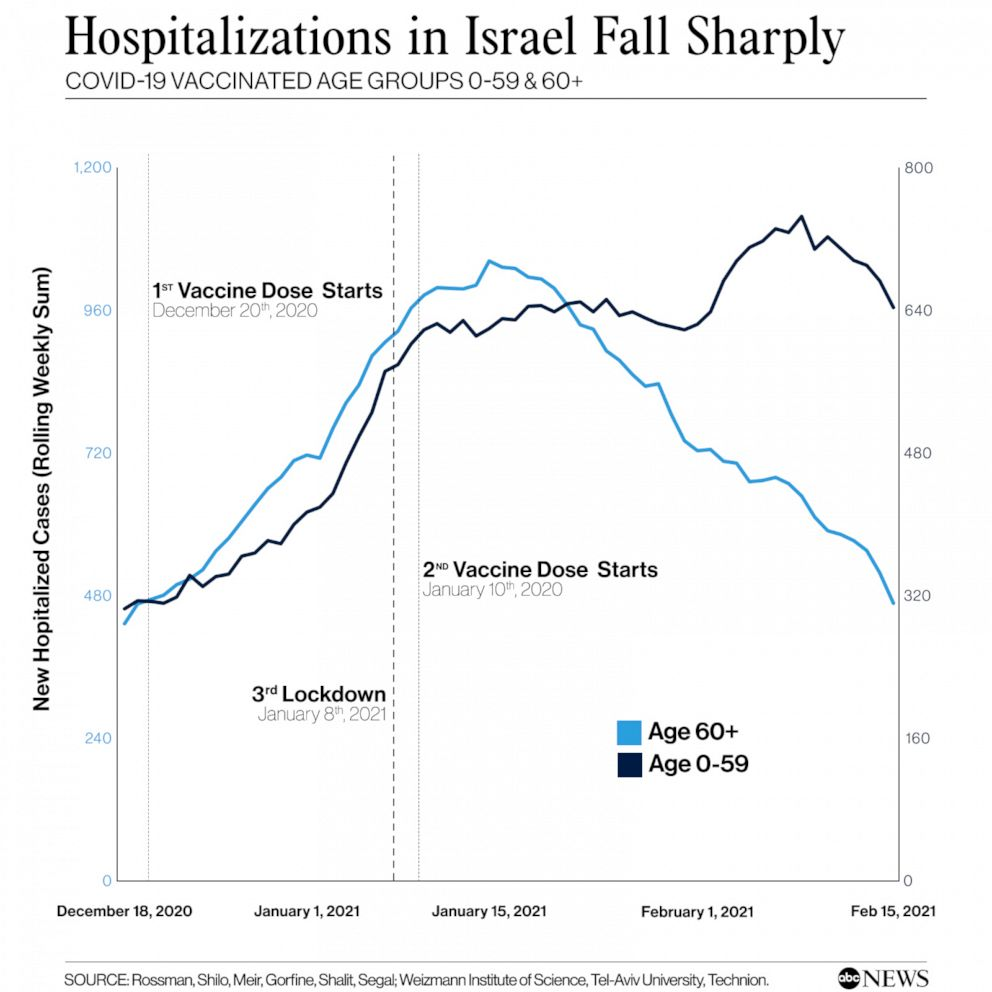 Hospitalizations in Israel Fall Sharply
COVID-19 VACCINATED AGE GROUPS 0-59 & 60+
New Hopitalized Cases (Rolling Weekly Sum)
1,200
960
720
480
240
0
800
640
480
320
160
0
1ST Vaccine Dose Starts
December 20th, 2020
2ND Vaccine Dose Starts
January 10th, 2020
3rd Lockdown
January 8th, 2021
Age 60+
Age 0-59
December 18, 2020
January 1, 2021
January 15, 2021
February 1, 2021
Feb 15, 2021
SOURCE: Rossman, Shilo, Meir, Gorfine, Shalit, Segal; Weizmann Institute of Science, Tel-Aviv University, Technion.
abc NEWS